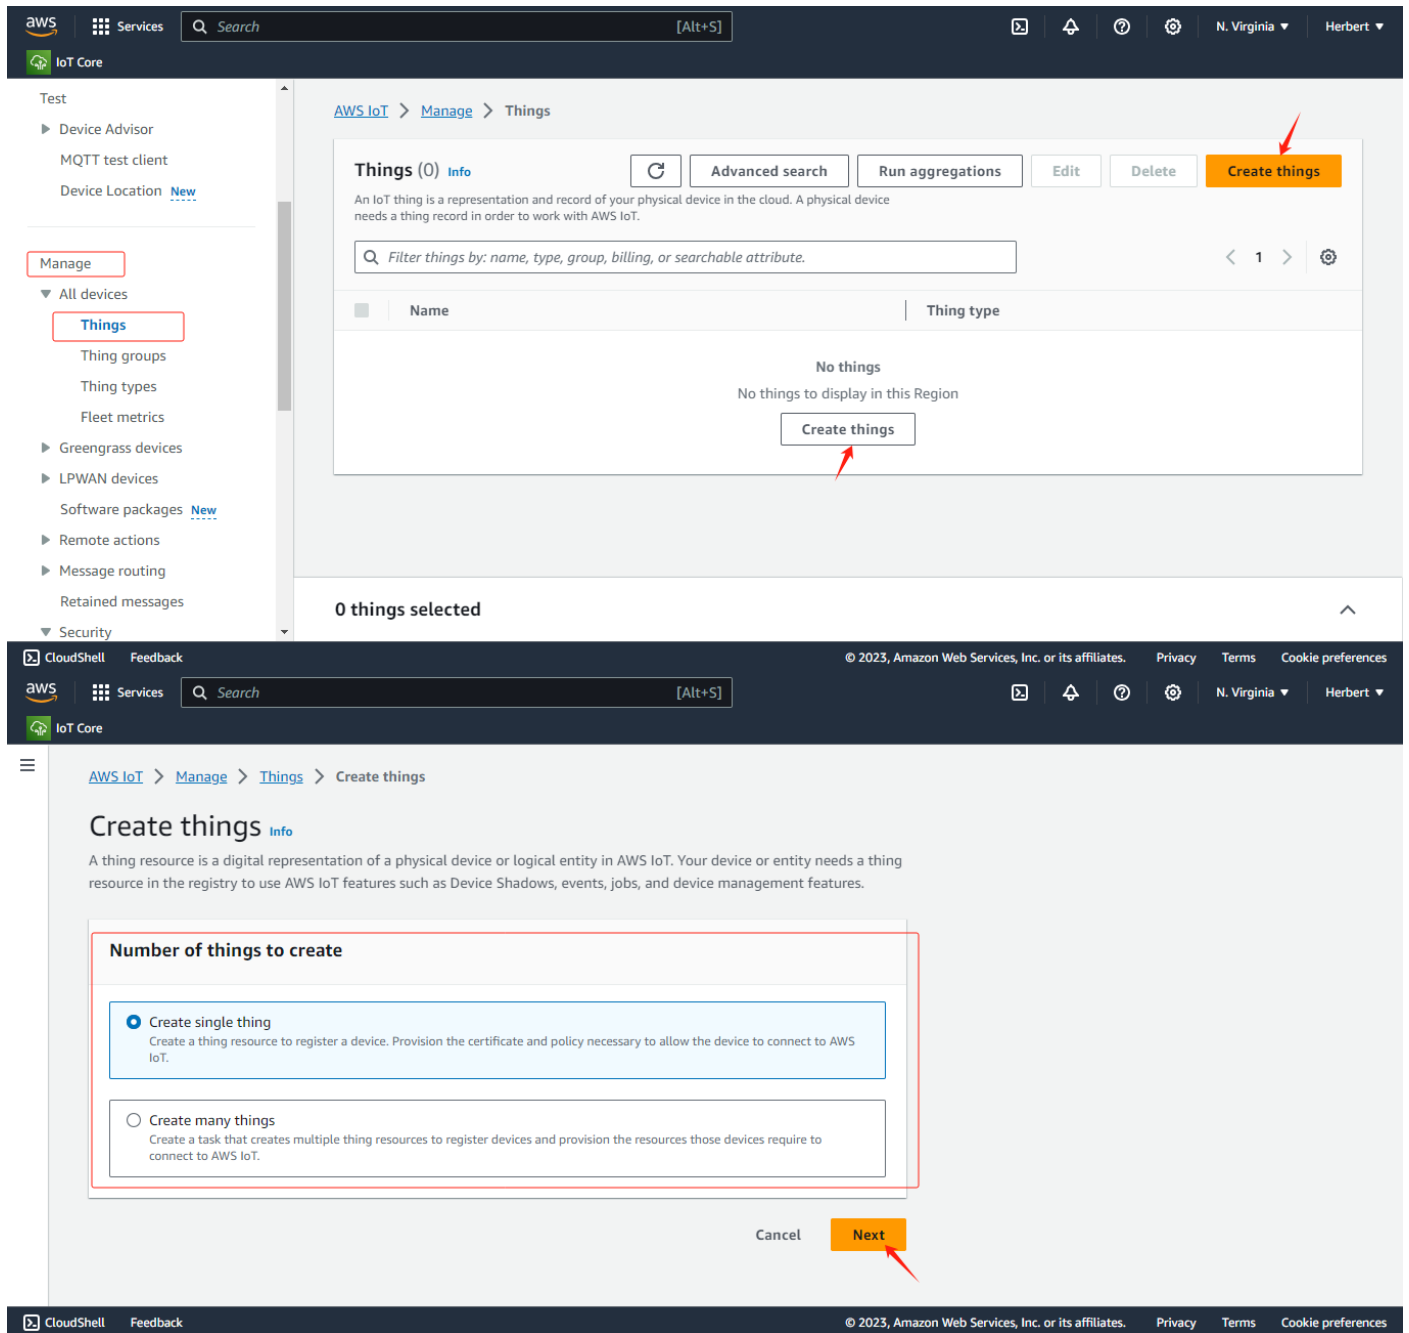 aws Services Search [Alt+S] N. Virginia Herbert
IoT Core
Test
Device Advisor
MQTT test client
Device Location New
Manage
All devices
Things
Thing groups
Thing types
Fleet metrics
Greengrass devices
LPWAN devices
Software packages New
Remote actions
Message routing
Retained messages
Security
AWS IoT > Manage > Things
Things (0) Info Advanced search Run aggregations Edit Delete Create things
An IoT thing is a representation and record of your physical device in the cloud. A physical device
needs a thing record in order to work with AWS IoT.
Filter things by: name, type, group, billing, or searchable attribute.
< 1 >
Name Thing type
No things
No things to display in this Region
Create things
0 things selected
CloudShell Feedback © 2023, Amazon Web Services, Inc. or its affiliates. Privacy Terms Cookie preferences
aws Services Search [Alt+S] N. Virginia Herbert
IoT Core
AWS IoT > Manage > Things > Create things
Create things Info
A thing resource is a digital representation of a physical device or logical entity in AWS IoT. Your device or entity needs a thing
resource in the registry to use AWS IoT features such as Device Shadows, events, jobs, and device management features.
Number of things to create
Create single thing
Create a thing resource to register a device. Provision the certificate and policy necessary to allow the device to connect to AWS
IoT.
Create many things
Create a task that creates multiple thing resources to register devices and provision the resources those devices require to
connect to AWS IoT.
Cancel Next
CloudShell Feedback © 2023, Amazon Web Services, Inc. or its affiliates. Privacy Terms Cookie preferences